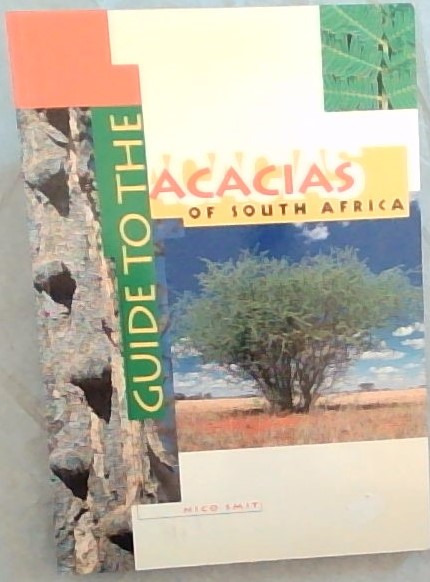 GUIDE TO THE
ACACIAS
OF SOUTH AFRICA
NICO SMIT